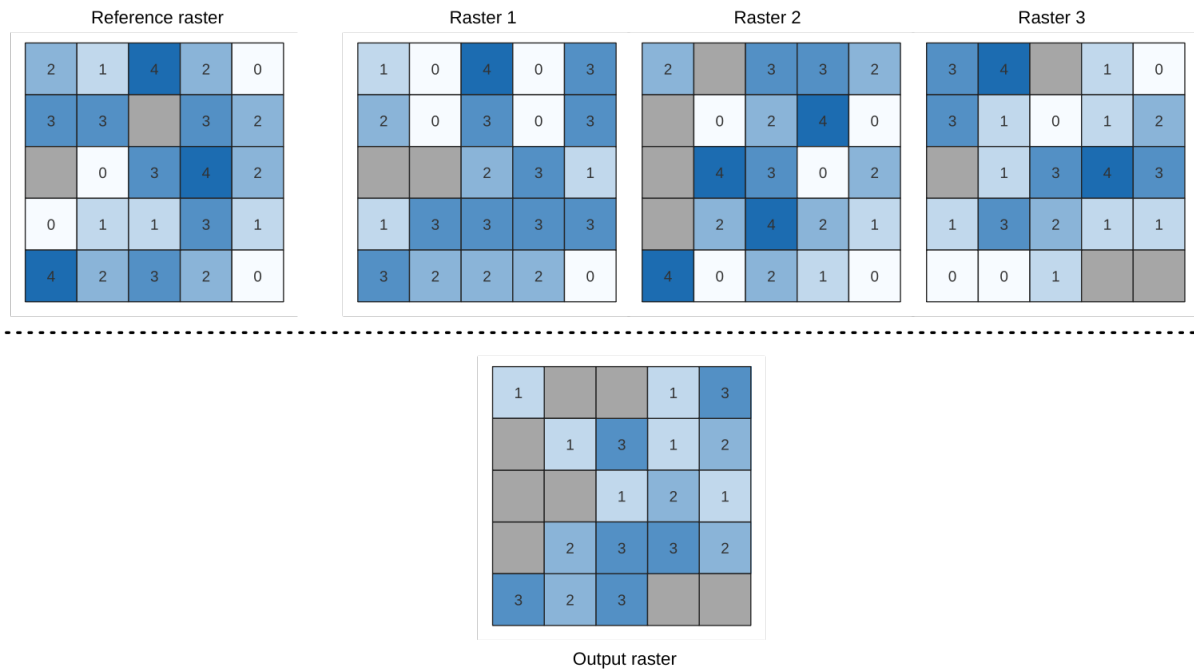 Reference raster Raster 1 Raster 2 Raster 3
2 1 4 2 0 1 0 4 0 3 2 3 3 2 3 4 1 0
3 3 3 2 2 0 3 0 3 0 2 4 0 3 1 0 1 2
0 3 4 2 2 3 1 4 3 0 2 1 3 4 3
0 1 1 3 1 1 3 3 3 3 2 4 2 1 1 3 2 1 1
4 2 3 2 0 3 2 2 2 0 4 0 2 1 0 0 0 1
1 1 3
1 3 1 2
1 2 1
2 3 3 2
3 2 3
Output raster